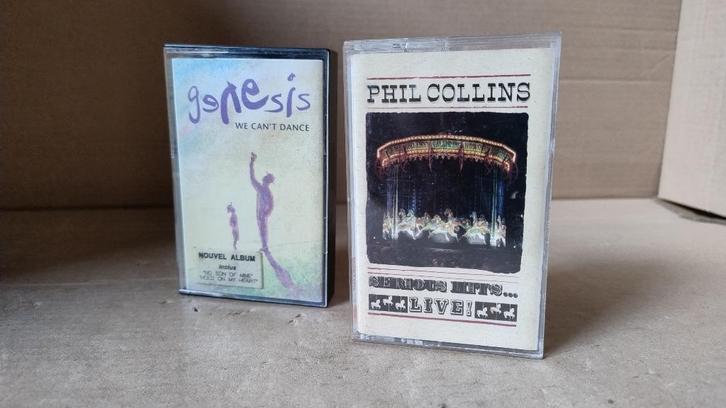 genesis
WE CAN'T DANCE
NOUVEL ALBUM
inclus
"NO SON OF MINE"
"HOLD ON MY HEART"
PHIL COLLINS
SERIOUS HITS...
LIVE!